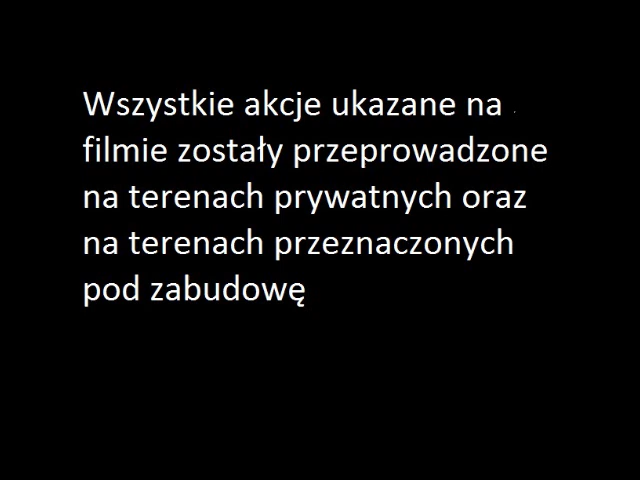 Wszystkie akcje ukazane na
filmie zostały przeprowadzone
na terenach prywatnych oraz
na terenach przeznaczonych
pod zabudowę